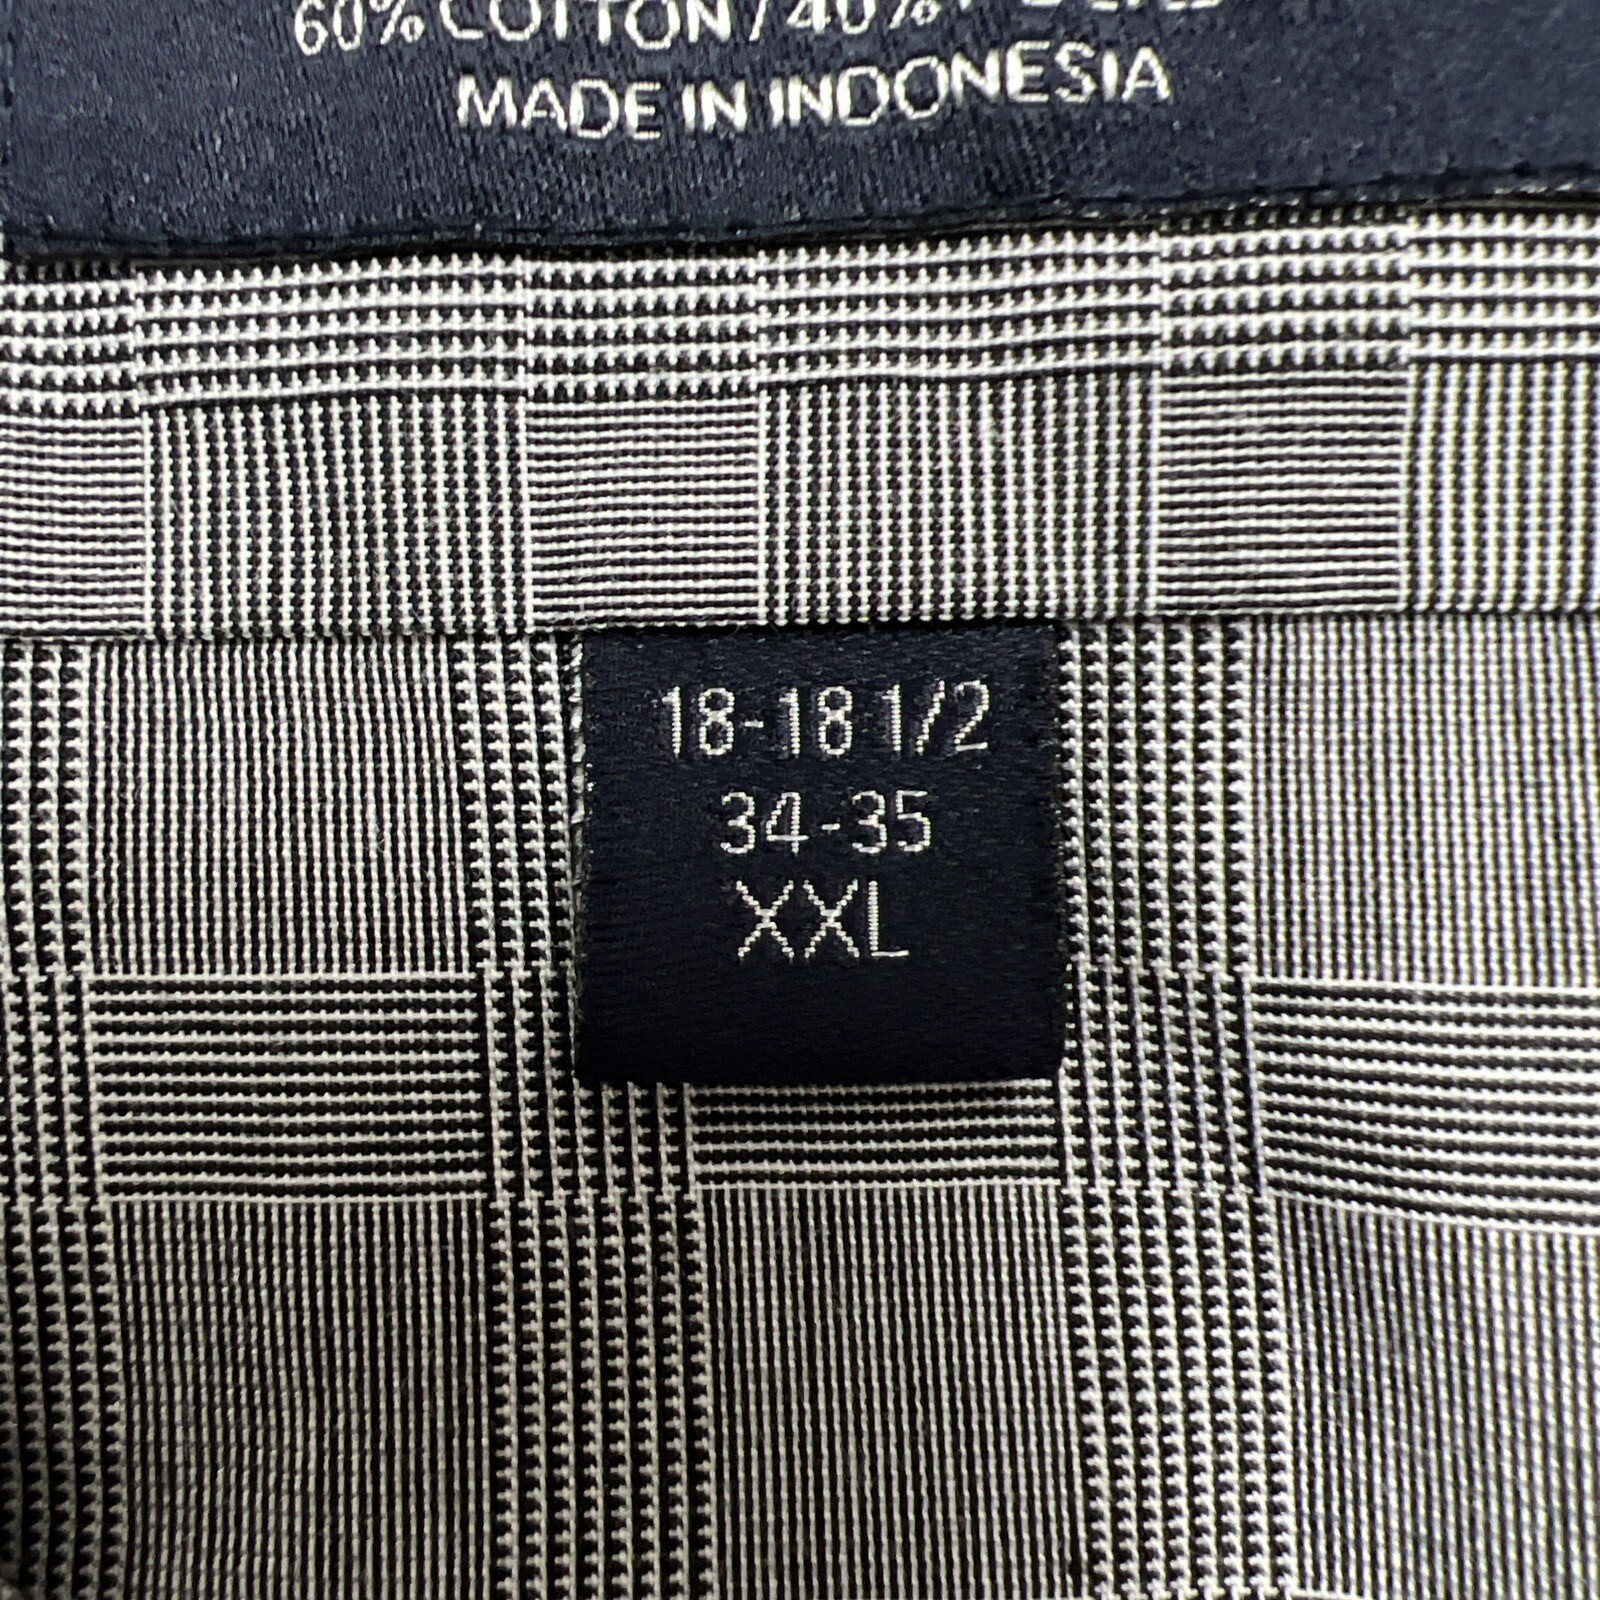 60% COTTON / 40%
MADE IN INDONESIA
18-18 1/2
34-35
XXL